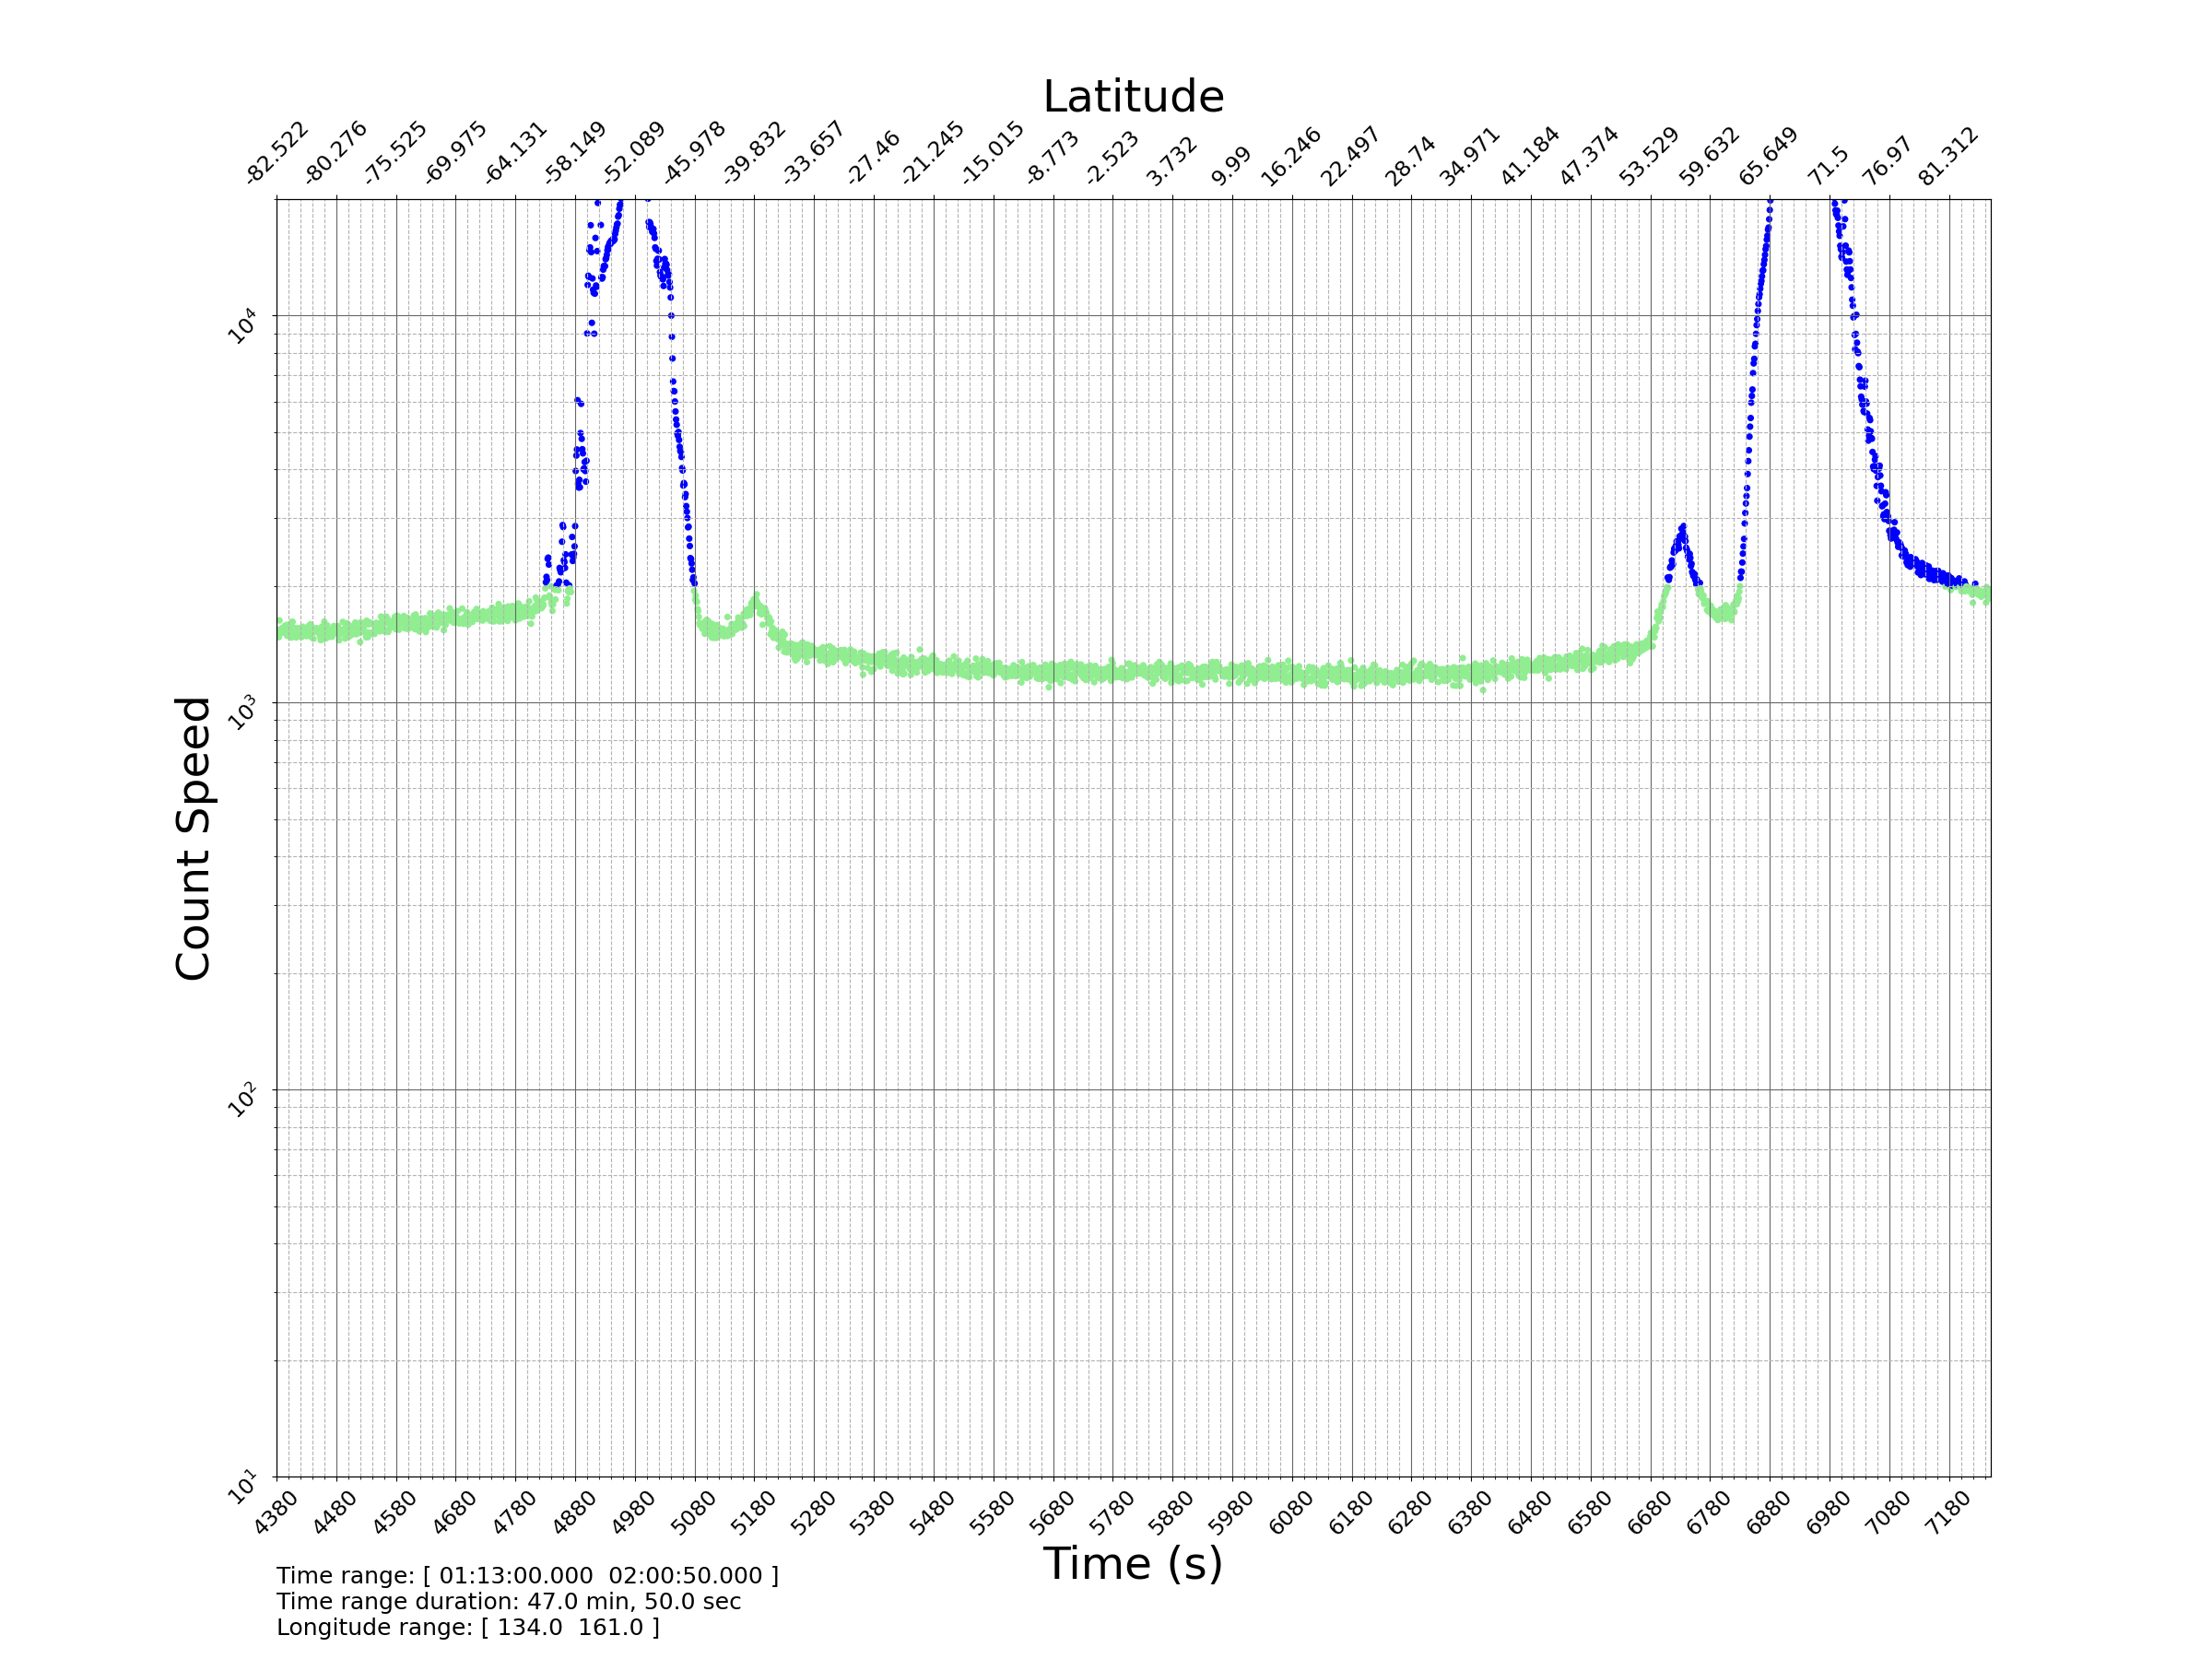 Latitude
-82.522 -80.276 -75.525 -69.975 -64.131 -58.149 -52.089 -45.978 -39.832 -33.657 -27.46 -21.245 -15.015 -8.773 -2.523 3.732 9.99 16.246 22.497 28.74 34.971 41.184 47.374 53.529 59.632 65.649 71.5 76.97 81.312
10⁴
10³
Count Speed
10²
10¹
4380 4480 4580 4680 4780 4880 4980 5080 5180 5280 5380 5480 5580 5680 5780 5880 5980 6080 6180 6280 6380 6480 6580 6680 6780 6880 6980 7080 7180
Time (s)
Time range: [ 01:13:00.000  02:00:50.000 ]
Time range duration: 47.0 min, 50.0 sec
Longitude range: [ 134.0  161.0 ]